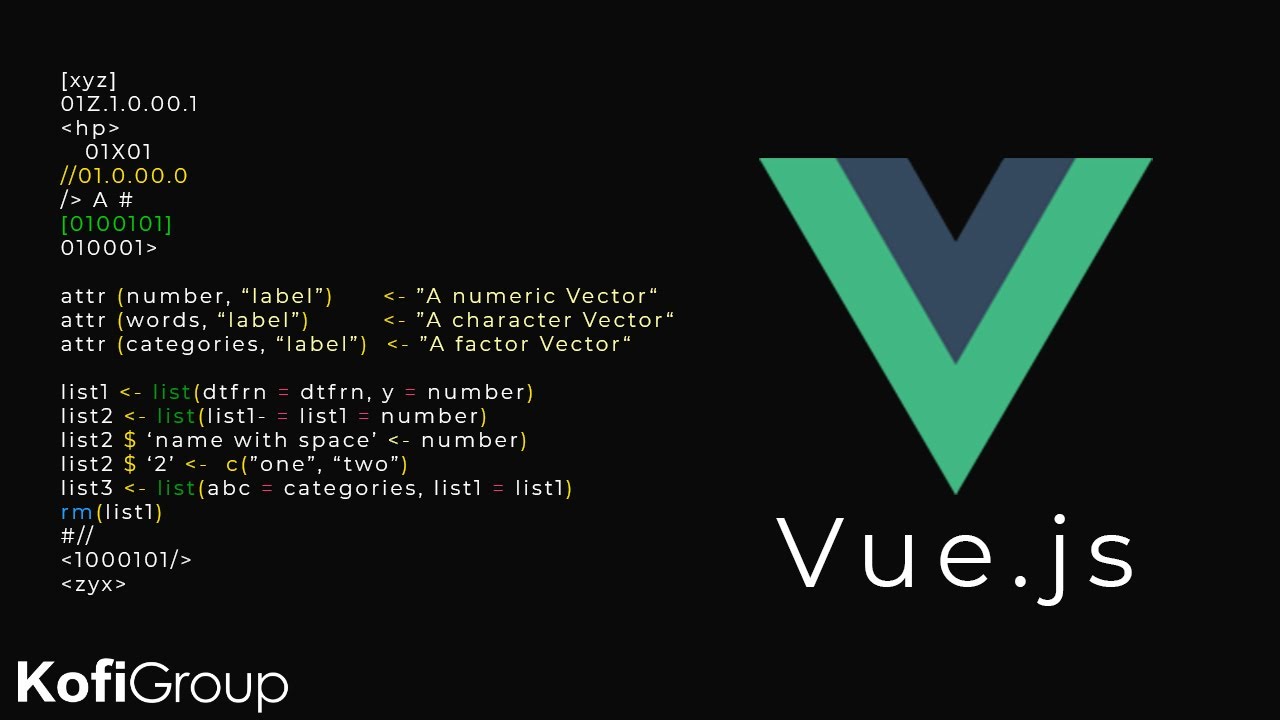 [xyz]
01Z.1.0.00.1
<hp>
01X01
//01.0.00.0
/> A #
[0100101]
010001>
attr (number, “label”) <- ”A numeric Vector“
attr (words, “label”) <- ”A character Vector“
attr (categories, “label”) <- ”A factor Vector“
list1 <- list(dtfrn = dtfrn, y = number)
list2 <- list(list1- = list1 = number)
list2 $ ‘name with space’ <- number)
list2 $ ‘2’ <- c(”one”, “two”)
list3 <- list(abc = categories, list1 = list1)
rm(list1)
#//
<1000101/>
<zyx>
Vue.js
KofiGroup